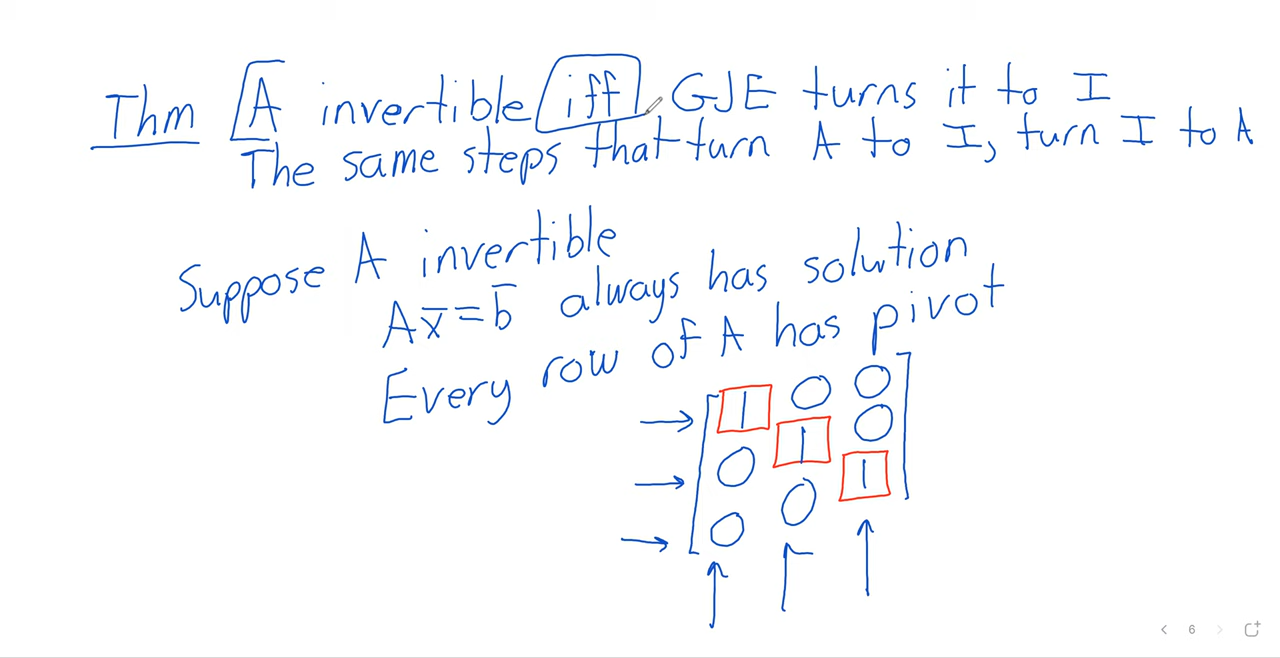 Thm A invertible iff GJE turns it to I
The same steps that turn A to I, turn I to A
Suppose A invertible
Ax̅=b̅ always has solution
Every row of A has pivot
1 0 0
0 1 0
0 0 1
6